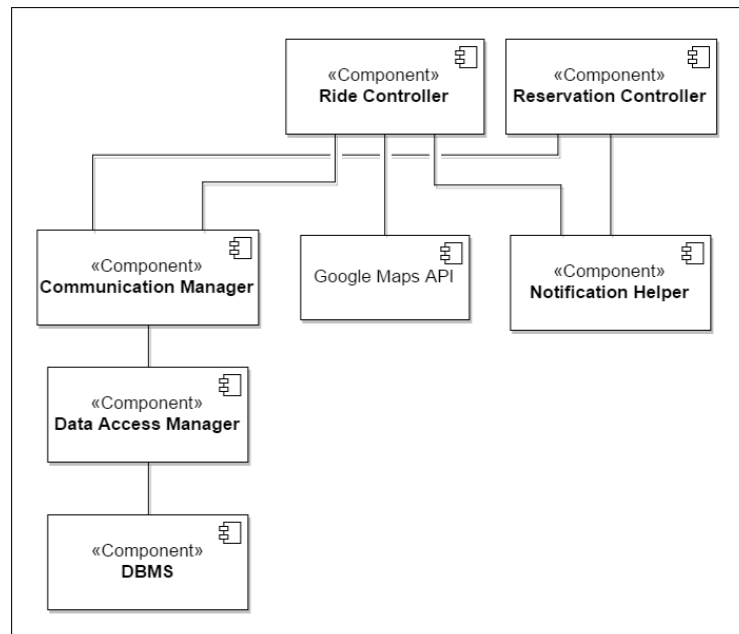 «Component»
Ride Controller
«Component»
Reservation Controller
«Component»
Communication Manager
Google Maps API
«Component»
Notification Helper
«Component»
Data Access Manager
«Component»
DBMS